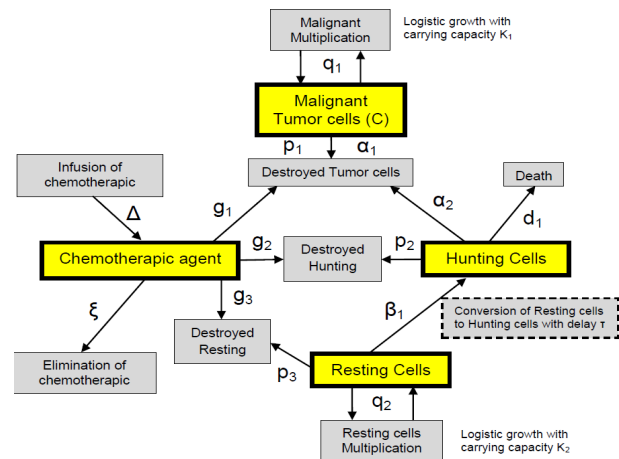 Malignant
Multiplication
Logistic growth with
carrying capacity K₁
q₁
Malignant
Tumor cells (C)
p₁
α₁
Infusion of
chemotherapic
Destroyed Tumor cells
Death
Δ
g₁
α₂
d₁
Chemotherapic agent
g₂
Destroyed
Hunting
p₂
Hunting Cells
ξ
g₃
β₁
Conversion of Resting cells
to Hunting cells with delay τ
Destroyed
Resting
Elimination of
chemotherapic
p₃
Resting Cells
q₂
Resting cells
Multiplication
Logistic growth with
carrying capacity K₂